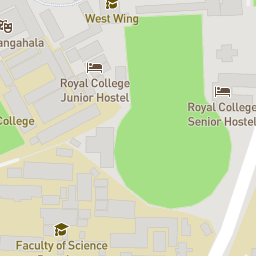 West Wing
angahala
Royal College
Junior Hostel
Royal College
Senior Hostel
College
Faculty of Science